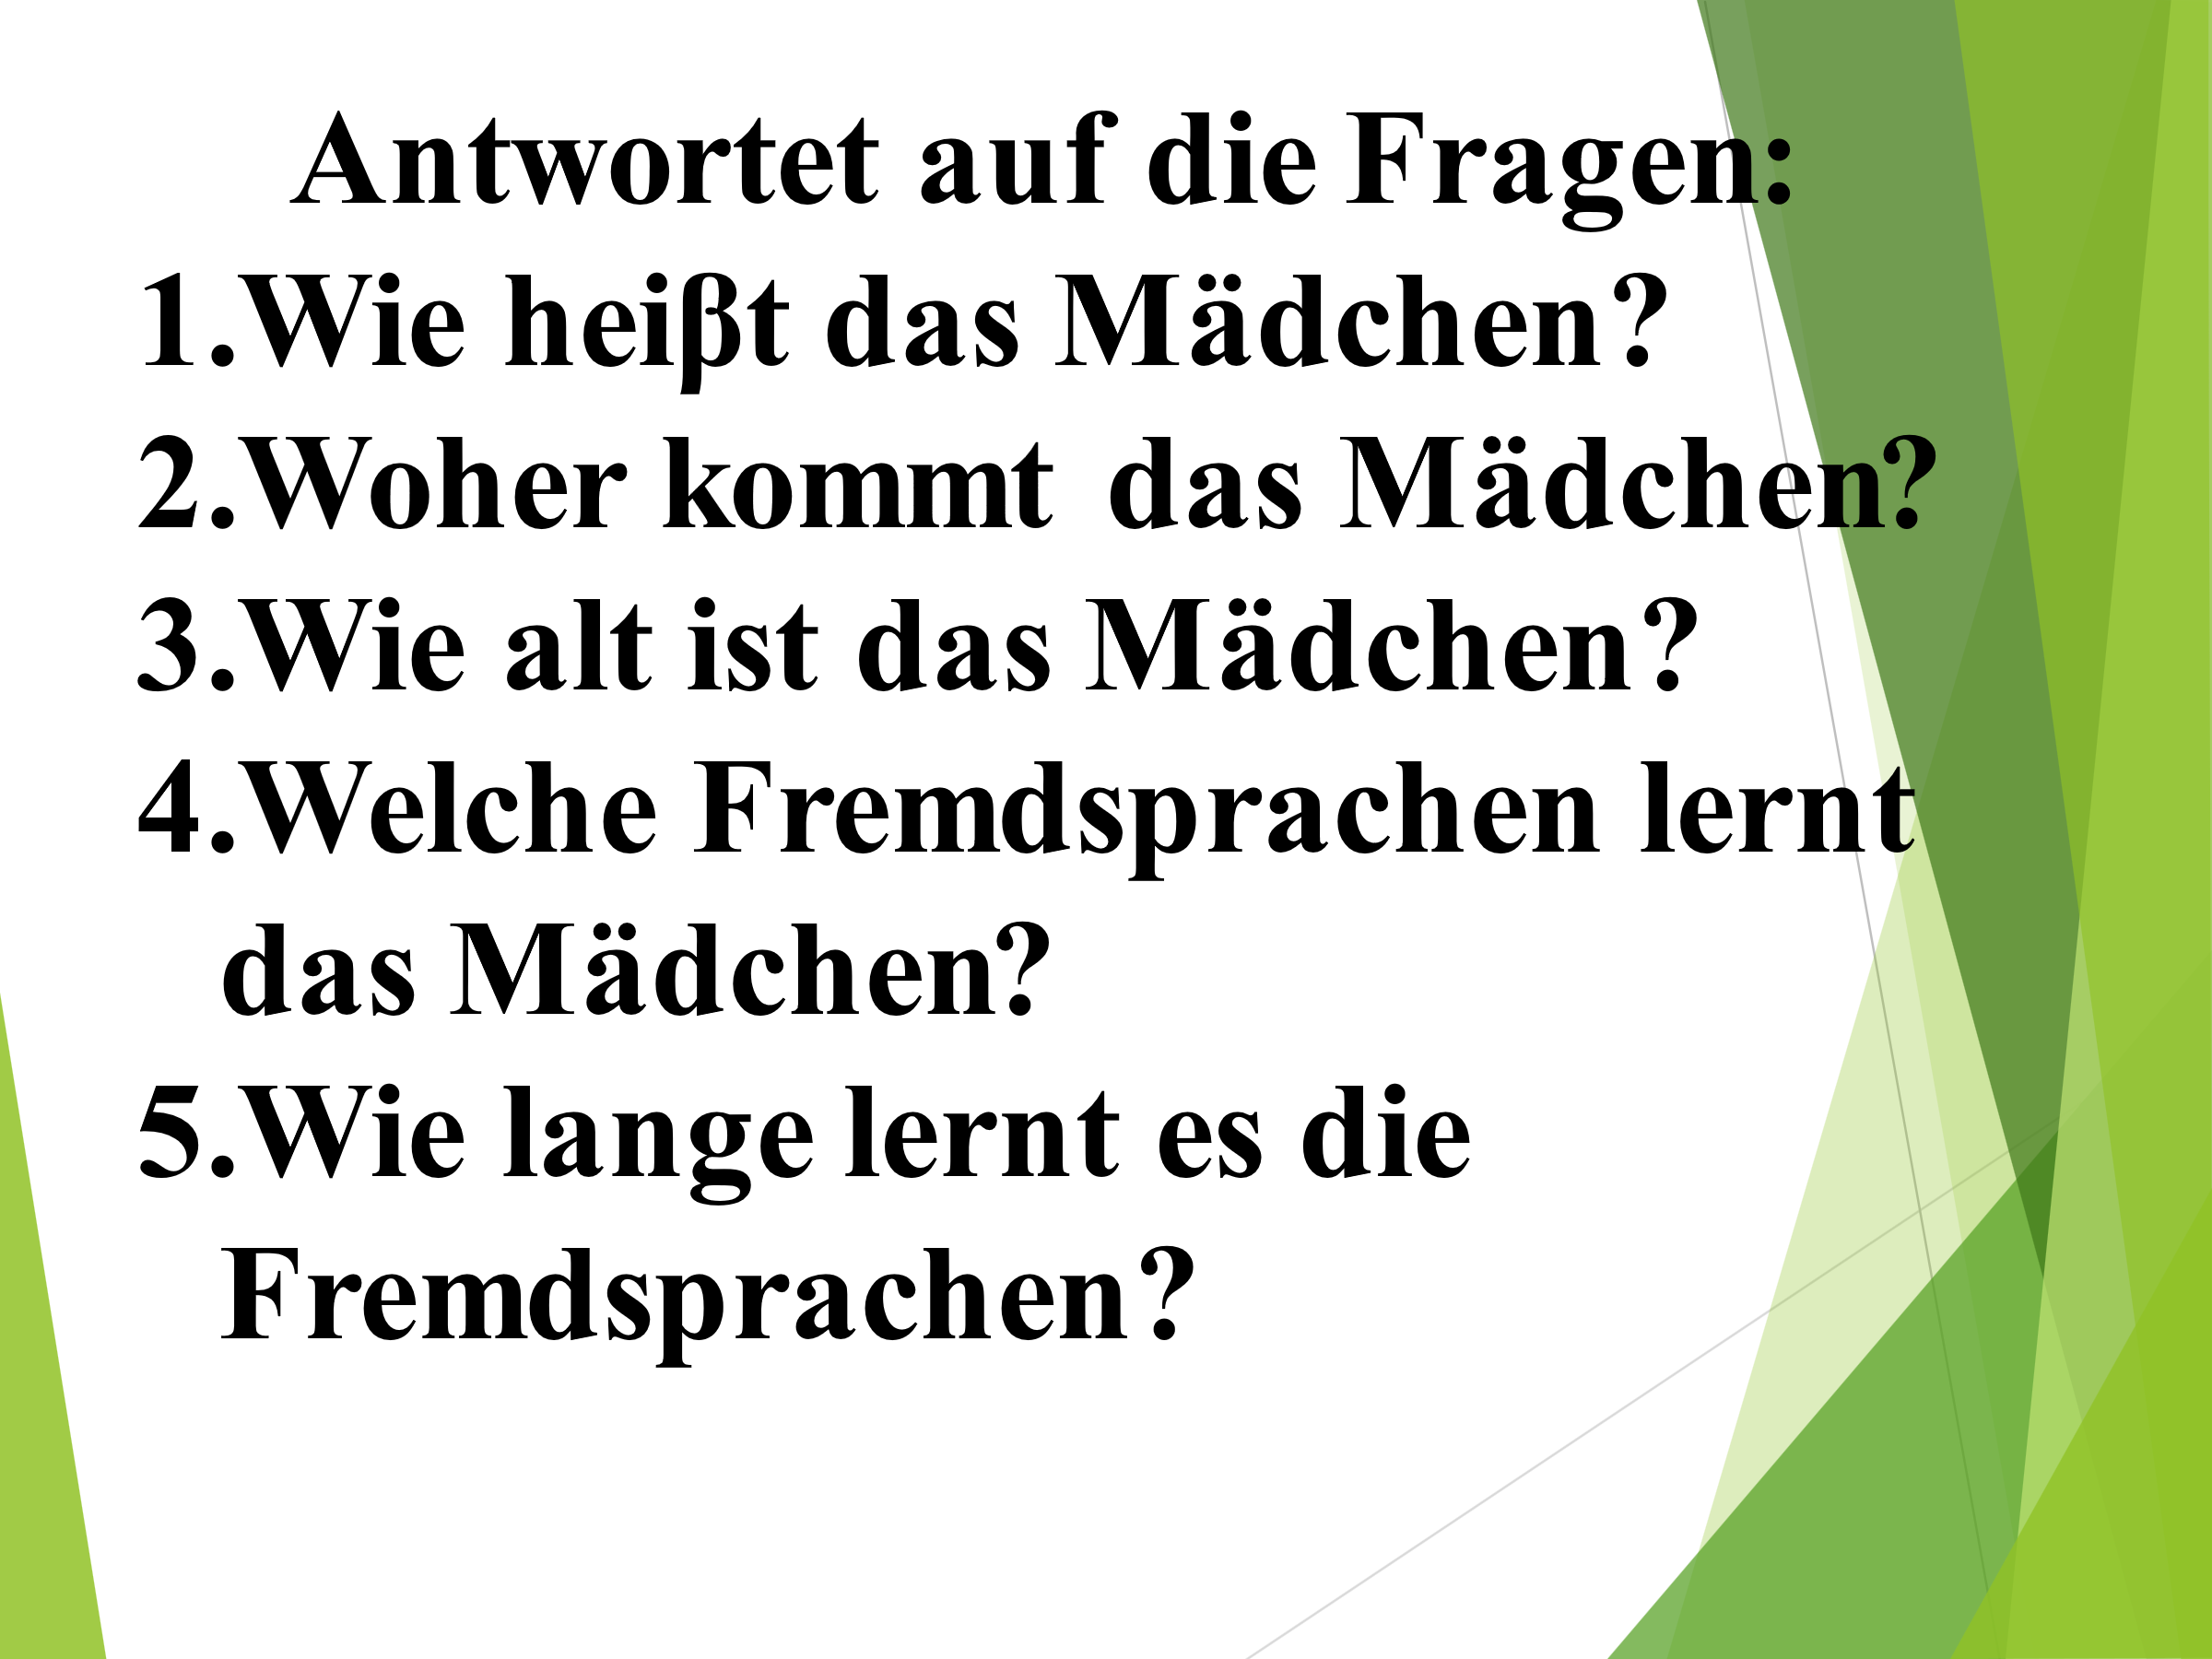 Antwortet auf die Fragen:
1.Wie heiβt das Mädchen?
2.Woher kommt das Mädchen?
3.Wie alt ist das Mädchen?
4.Welche Fremdsprachen lernt
das Mädchen?
5.Wie lange lernt es die
Fremdsprachen?